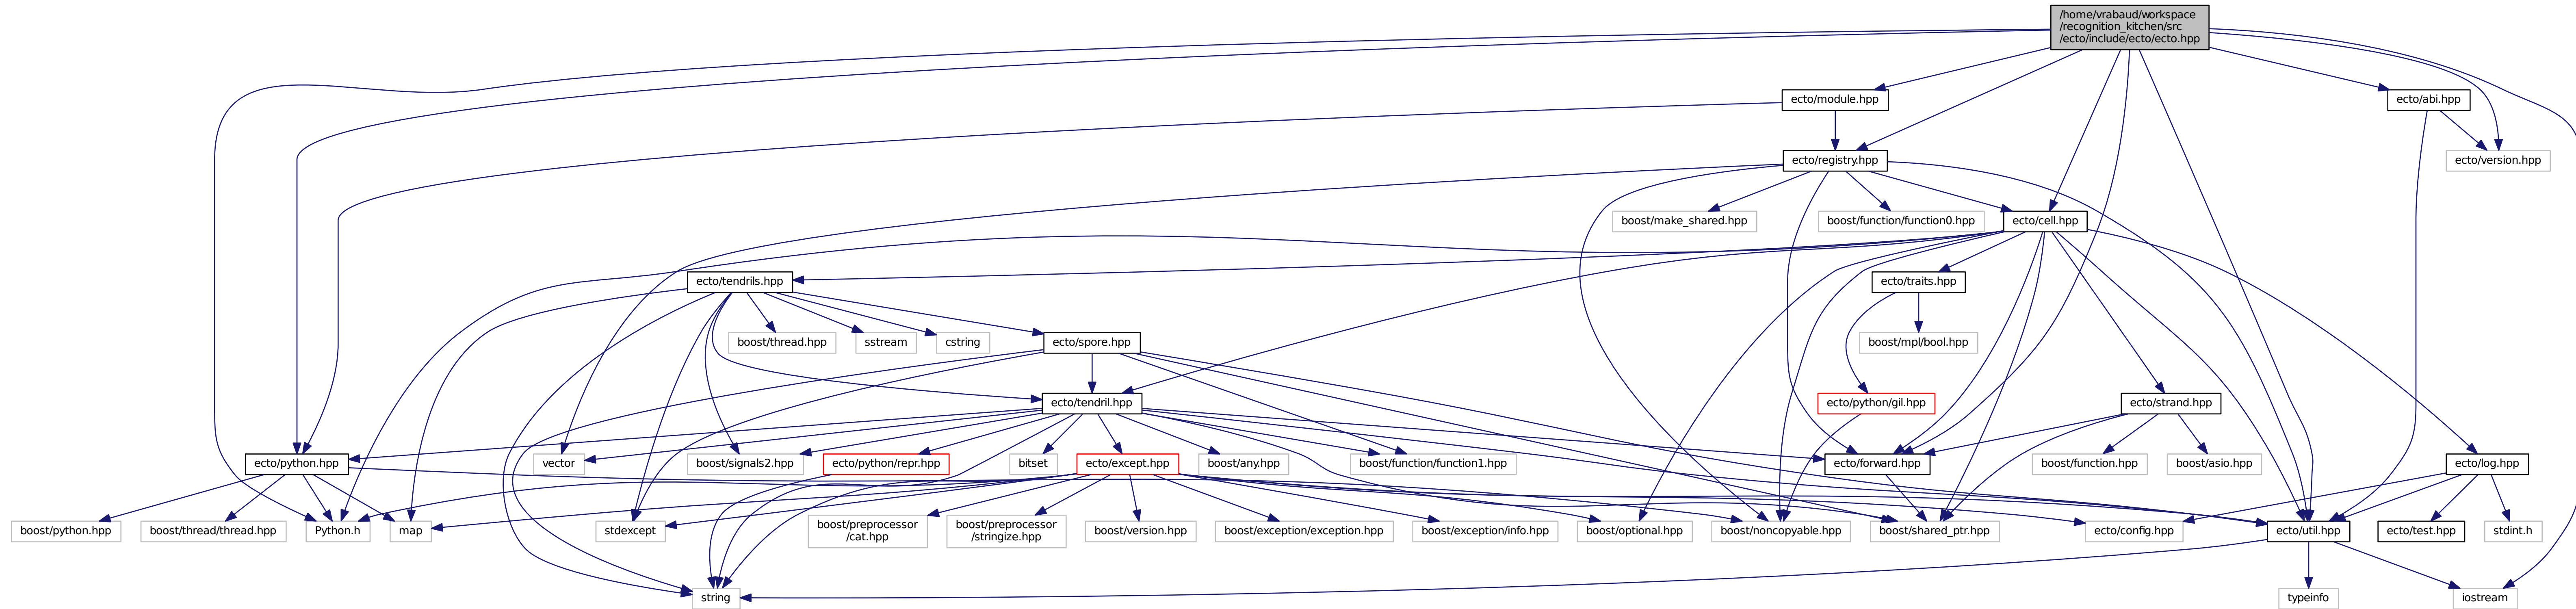 /home/vrabaud/workspace
/recognition_kitchen/src
/ecto/include/ecto/ecto.hpp
ecto/module.hpp
ecto/abi.hpp
ecto/registry.hpp
ecto/version.hpp
boost/make_shared.hpp
boost/function/function0.hpp
ecto/cell.hpp
ecto/tendrils.hpp
ecto/traits.hpp
boost/thread.hpp
sstream
cstring
ecto/spore.hpp
boost/mpl/bool.hpp
ecto/tendril.hpp
ecto/python/gil.hpp
ecto/strand.hpp
ecto/python.hpp
vector
boost/signals2.hpp
ecto/python/repr.hpp
bitset
ecto/except.hpp
boost/any.hpp
boost/function/function1.hpp
ecto/forward.hpp
boost/function.hpp
boost/asio.hpp
ecto/log.hpp
boost/python.hpp
boost/thread/thread.hpp
Python.h
map
stdexcept
boost/preprocessor
/cat.hpp
boost/preprocessor
/stringize.hpp
boost/version.hpp
boost/exception/exception.hpp
boost/exception/info.hpp
boost/optional.hpp
boost/noncopyable.hpp
boost/shared_ptr.hpp
ecto/config.hpp
ecto/util.hpp
ecto/test.hpp
stdint.h
string
typeinfo
iostream